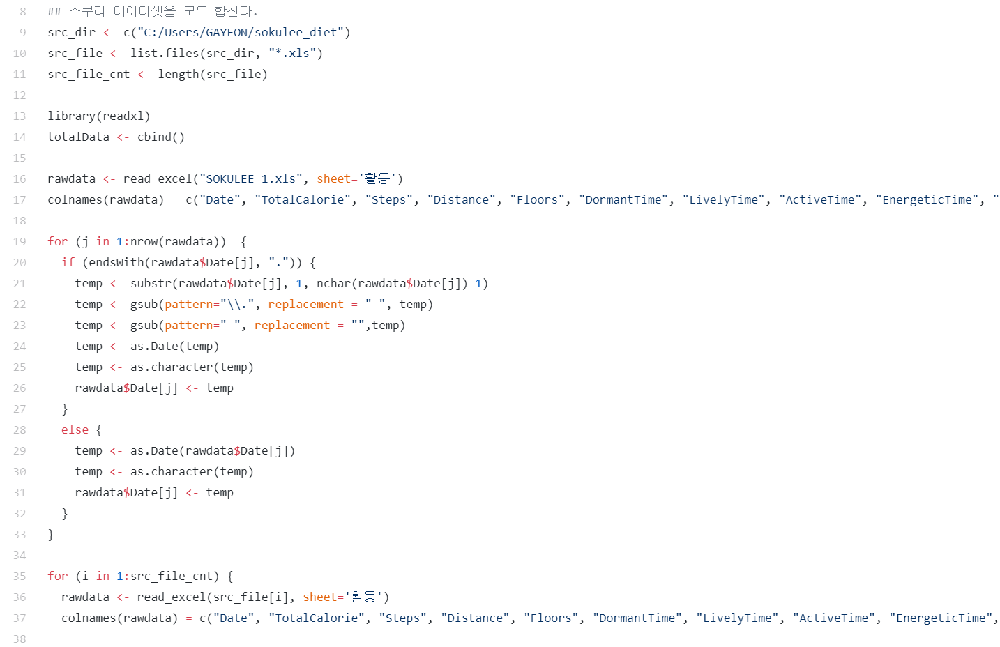 8 ## 소쿠리 데이터셋을 모두 합친다.
9 src_dir <- c("C:/Users/GAYEON/sokulee_diet")
10 src_file <- list.files(src_dir, "*.xls")
11 src_file_cnt <- length(src_file)
12
13 library(readxl)
14 totalData <- cbind()
15
16 rawdata <- read_excel("SOKULEE_1.xls", sheet='활동')
17 colnames(rawdata) = c("Date", "TotalCalorie", "Steps", "Distance", "Floors", "DormantTime", "LivelyTime", "ActiveTime", "EnergeticTime", "
18
19 for (j in 1:nrow(rawdata))  {
20   if (endsWith(rawdata$Date[j], ".")) {
21     temp <- substr(rawdata$Date[j], 1, nchar(rawdata$Date[j])-1)
22     temp <- gsub(pattern="\\.", replacement = "-", temp)
23     temp <- gsub(pattern=" ", replacement = "",temp)
24     temp <- as.Date(temp)
25     temp <- as.character(temp)
26     rawdata$Date[j] <- temp
27   }
28   else {
29     temp <- as.Date(rawdata$Date[j])
30     temp <- as.character(temp)
31     rawdata$Date[j] <- temp
32   }
33 }
34
35 for (i in 1:src_file_cnt) {
36   rawdata <- read_excel(src_file[i], sheet='활동')
37   colnames(rawdata) = c("Date", "TotalCalorie", "Steps", "Distance", "Floors", "DormantTime", "LivelyTime", "ActiveTime", "EnergeticTime",
38